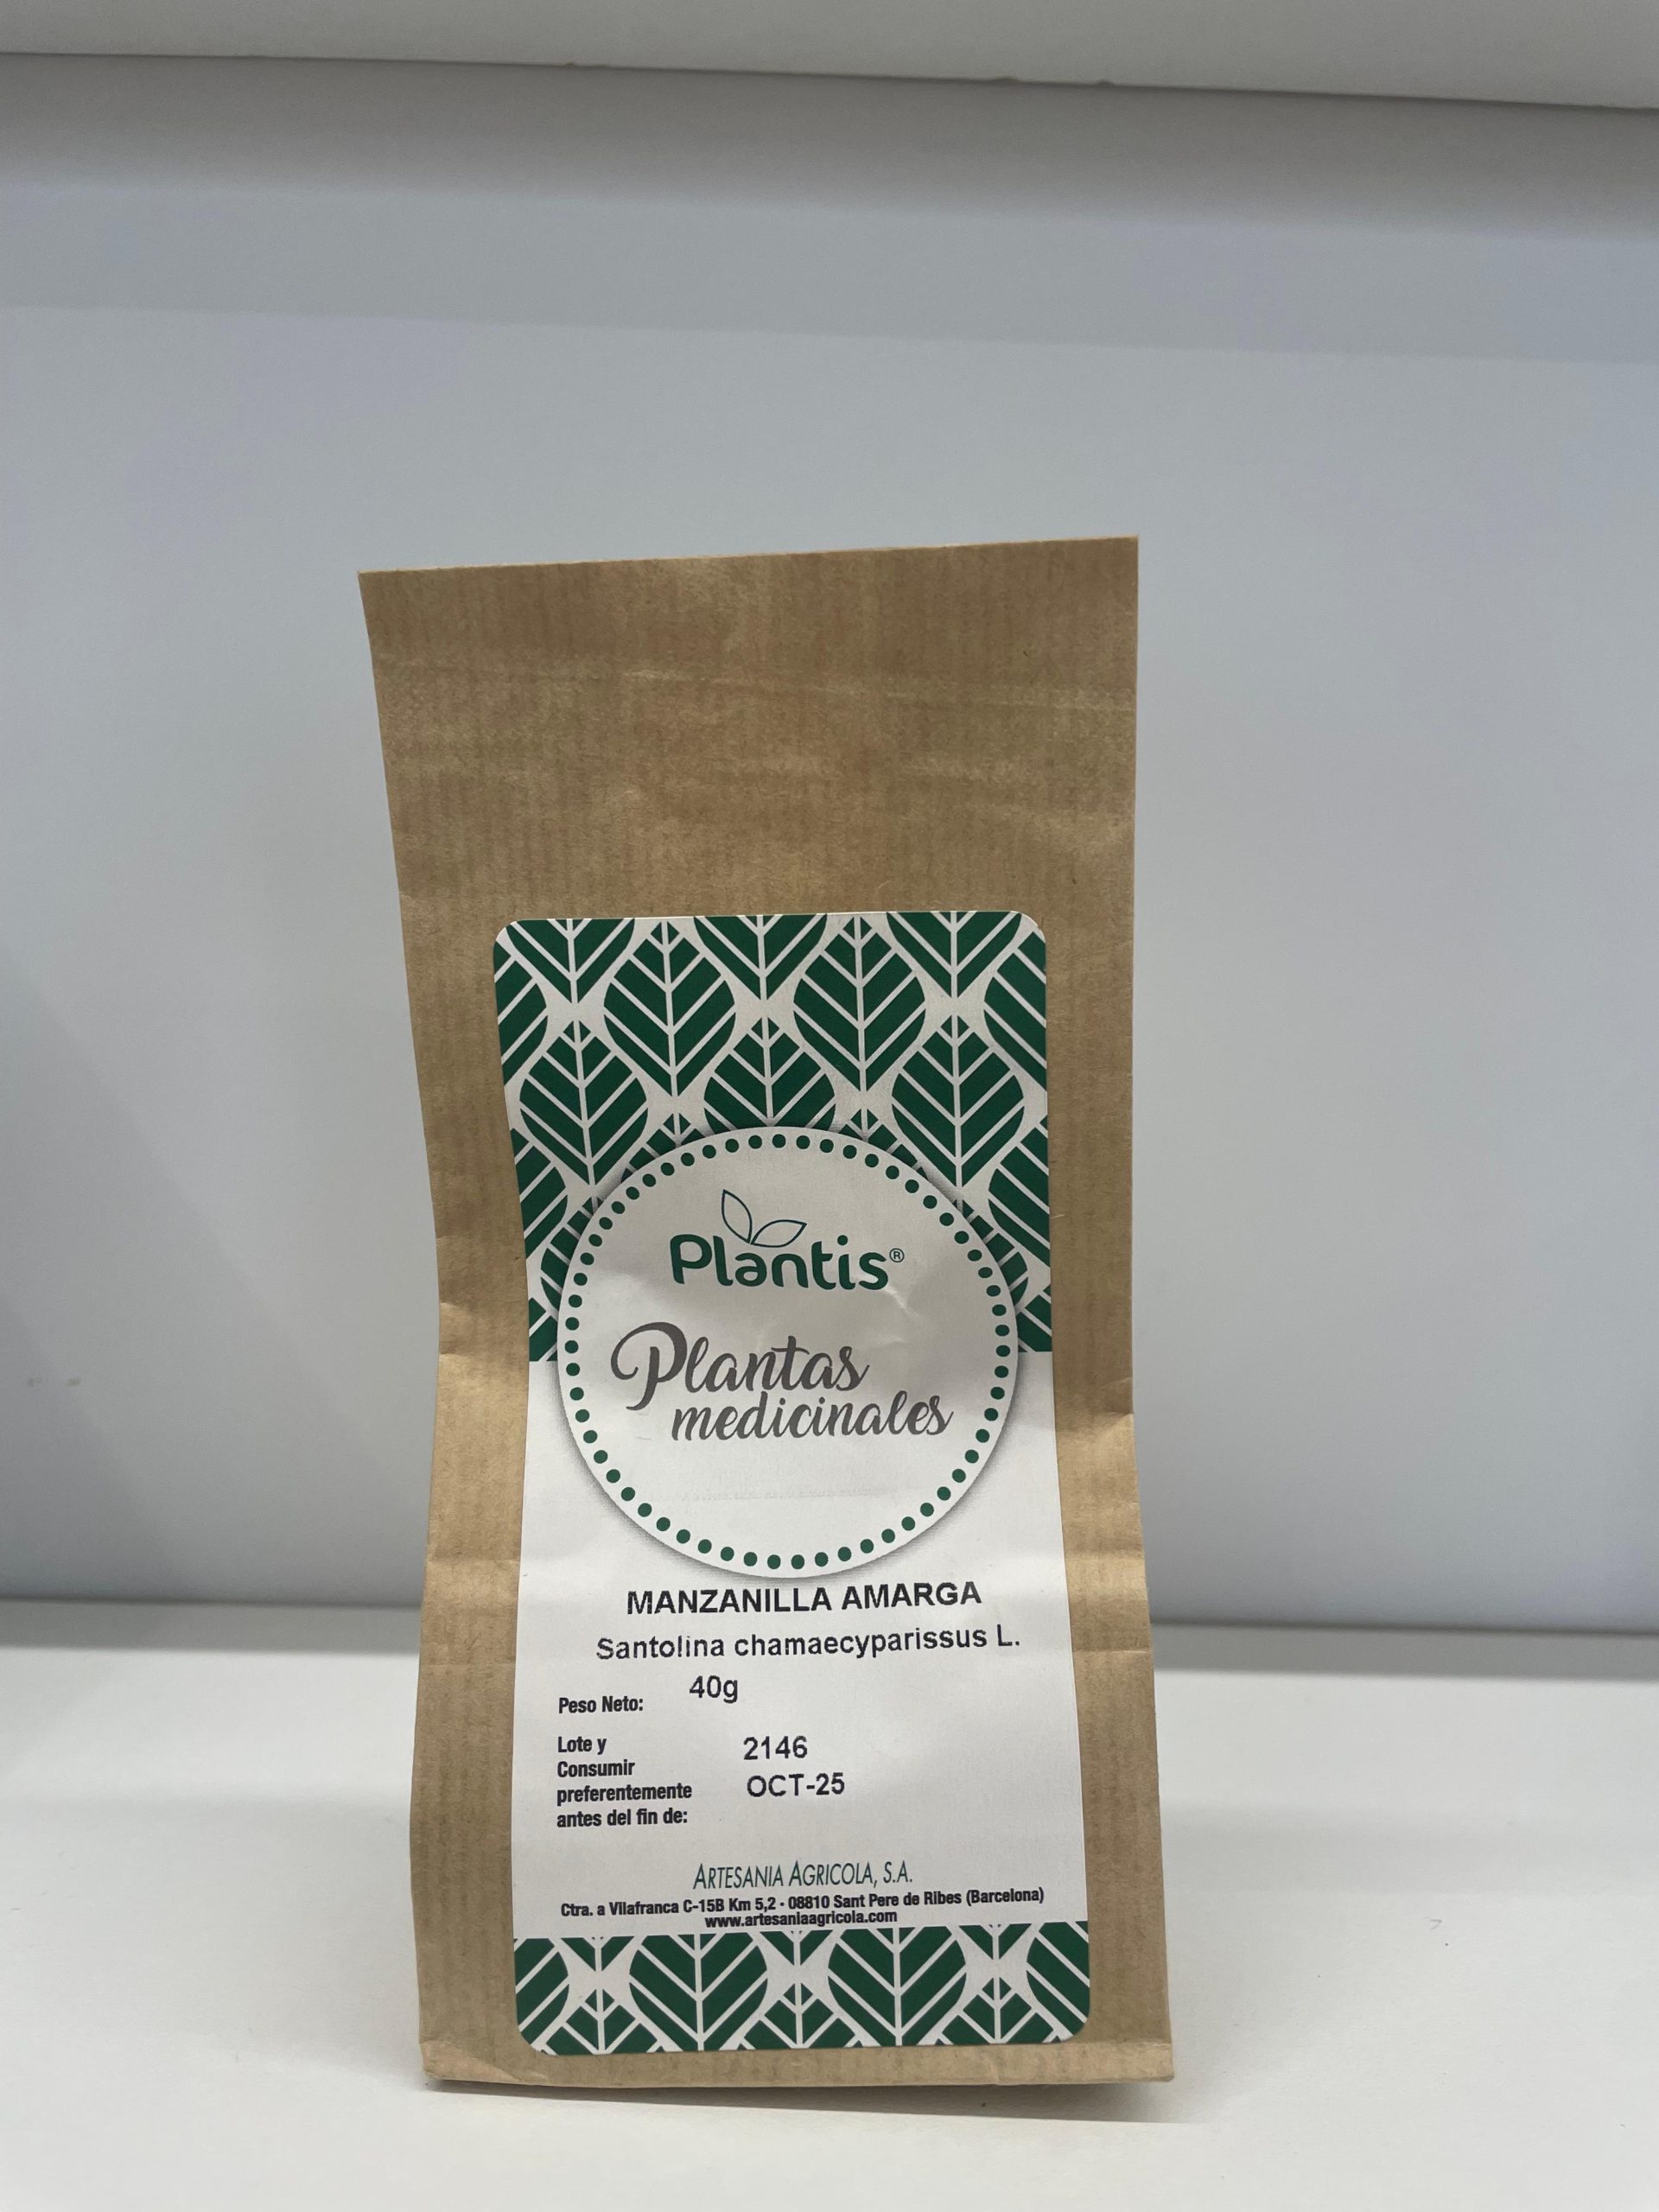 Plantis®
Plantas
medicinales
MANZANILLA AMARGA
Santolina chamaecyparissus L.
Peso Neto: 40g
Lote y 2146
Consumir
preferentemente OCT-25
antes del fin de:
ARTESANIA AGRICOLA, S.A.
Ctra. a Vilafranca C-15B Km 5,2 - 08810 Sant Pere de Ribes (Barcelona)
www.artesaniaagricola.com